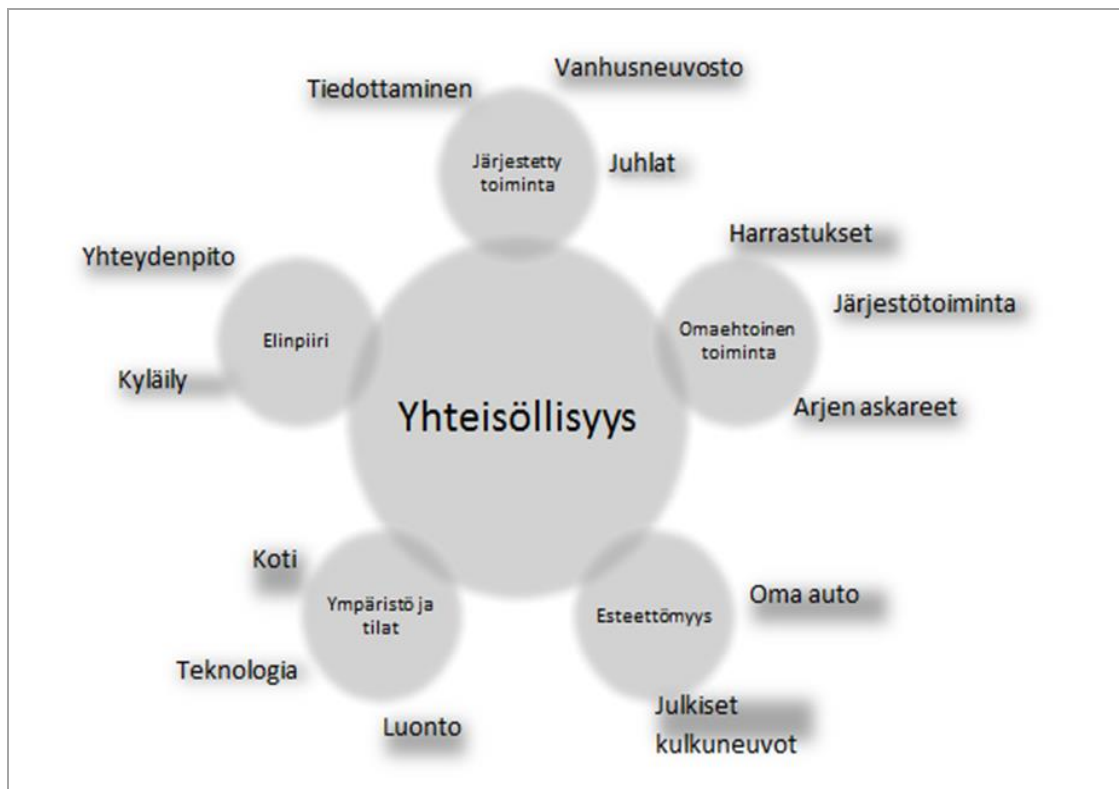 Vanhusneuvosto
Tiedottaminen
Järjestetty
toiminta
Juhlat
Harrastukset
Yhteydenpito
Järjestötoiminta
Elinpiiri
Omaehtoinen
toiminta
Kyläily
Arjen askareet
Yhteisöllisyys
Koti
Oma auto
Ympäristö ja
tilat
Esteettömyys
Teknologia
Julkiset
kulkuneuvot
Luonto